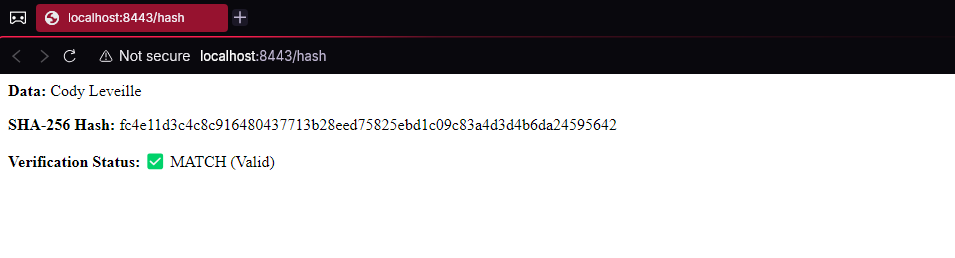 localhost:8443/hash
Not secure localhost:8443/hash
Data: Cody Leveille
SHA-256 Hash: fc4e11d3c4c8c916480437713b28eed75825ebd1c09c83a4d3d4b6da24595642
Verification Status: ✅ MATCH (Valid)